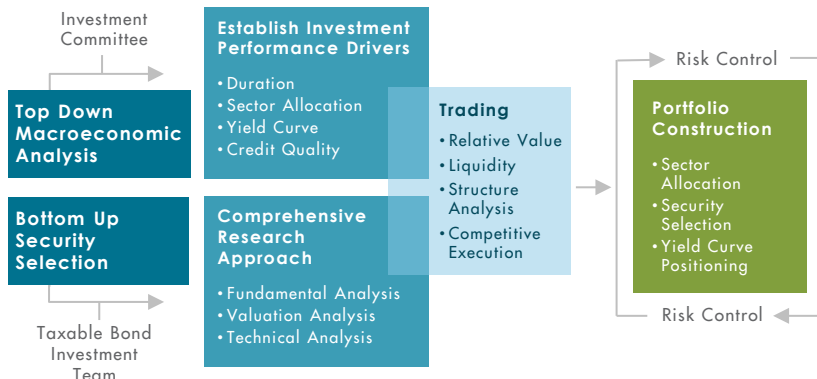 Investment
Committee
Top Down
Macroeconomic
Analysis
Establish Investment
Performance Drivers
• Duration
• Sector Allocation
• Yield Curve
• Credit Quality
Bottom Up
Security
Selection
Taxable Bond
Investment
Team
Comprehensive
Research
Approach
• Fundamental Analysis
• Valuation Analysis
• Technical Analysis
Trading
• Relative Value
• Liquidity
• Structure
Analysis
• Competitive
Execution
Risk Control
Portfolio
Construction
• Sector
Allocation
• Security
Selection
• Yield Curve
Positioning
Risk Control